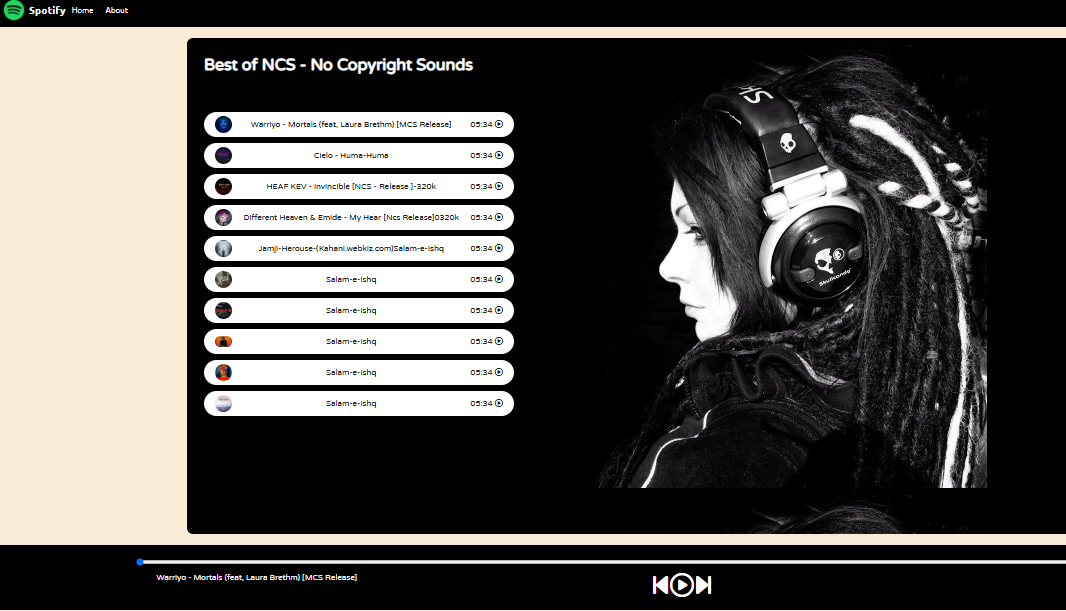 Spotify Home About
Best of NCS - No Copyright Sounds
Warriyo - Mortals (feat, Laura Brethm) [MCS Release] 05:34
Cielo - Huma-Huma 05:34
HEAF KEV - Invincible [NCS - Release ]-320k 05:34
Different Heaven & Emide - My Hear [Ncs Release]0320k 05:34
Jamji-Herouse-(Kahani.webkiz.com)Salam-e-ishq 05:34
Salam-e-Ishq 05:34
Salam-e-Ishq 05:34
Salam-e-Ishq 05:34
Salam-e-Ishq 05:34
Salam-e-Ishq 05:34
Skullcandy
Warriyo - Mortals (feat, Laura Brethm) [MCS Release]